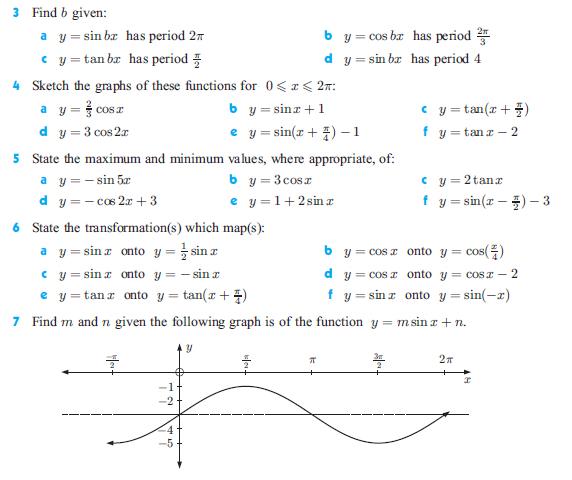 3 Find b given:
a y = sin bx has period 2π b y = cos bx has period 2π/3
c y = tan bx has period π/2 d y = sin bx has period 4
4 Sketch the graphs of these functions for 0 ⩽ x ⩽ 2π:
a y = 2/3 cos x b y = sin x + 1 c y = tan(x + π/2)
d y = 3 cos 2x e y = sin(x + π/2) − 1 f y = tan x − 2
5 State the maximum and minimum values, where appropriate, of:
a y = − sin 5x b y = 3 cos x c y = 2 tan x
d y = − cos 2x + 3 e y = 1 + 2 sin x f y = sin(x − π/2) − 3
6 State the transformation(s) which map(s):
a y = sin x onto y = 1/2 sin x b y = cos x onto y = cos(x/4)
c y = sin x onto y = − sin x d y = cos x onto y = cos x − 2
e y = tan x onto y = tan(x + π/4) f y = sin x onto y = sin(−x)
7 Find m and n given the following graph is of the function y = m sin x + n.
y
−π/2 π/2 π 3π/2 2π
x
−1
−2
−4
−5